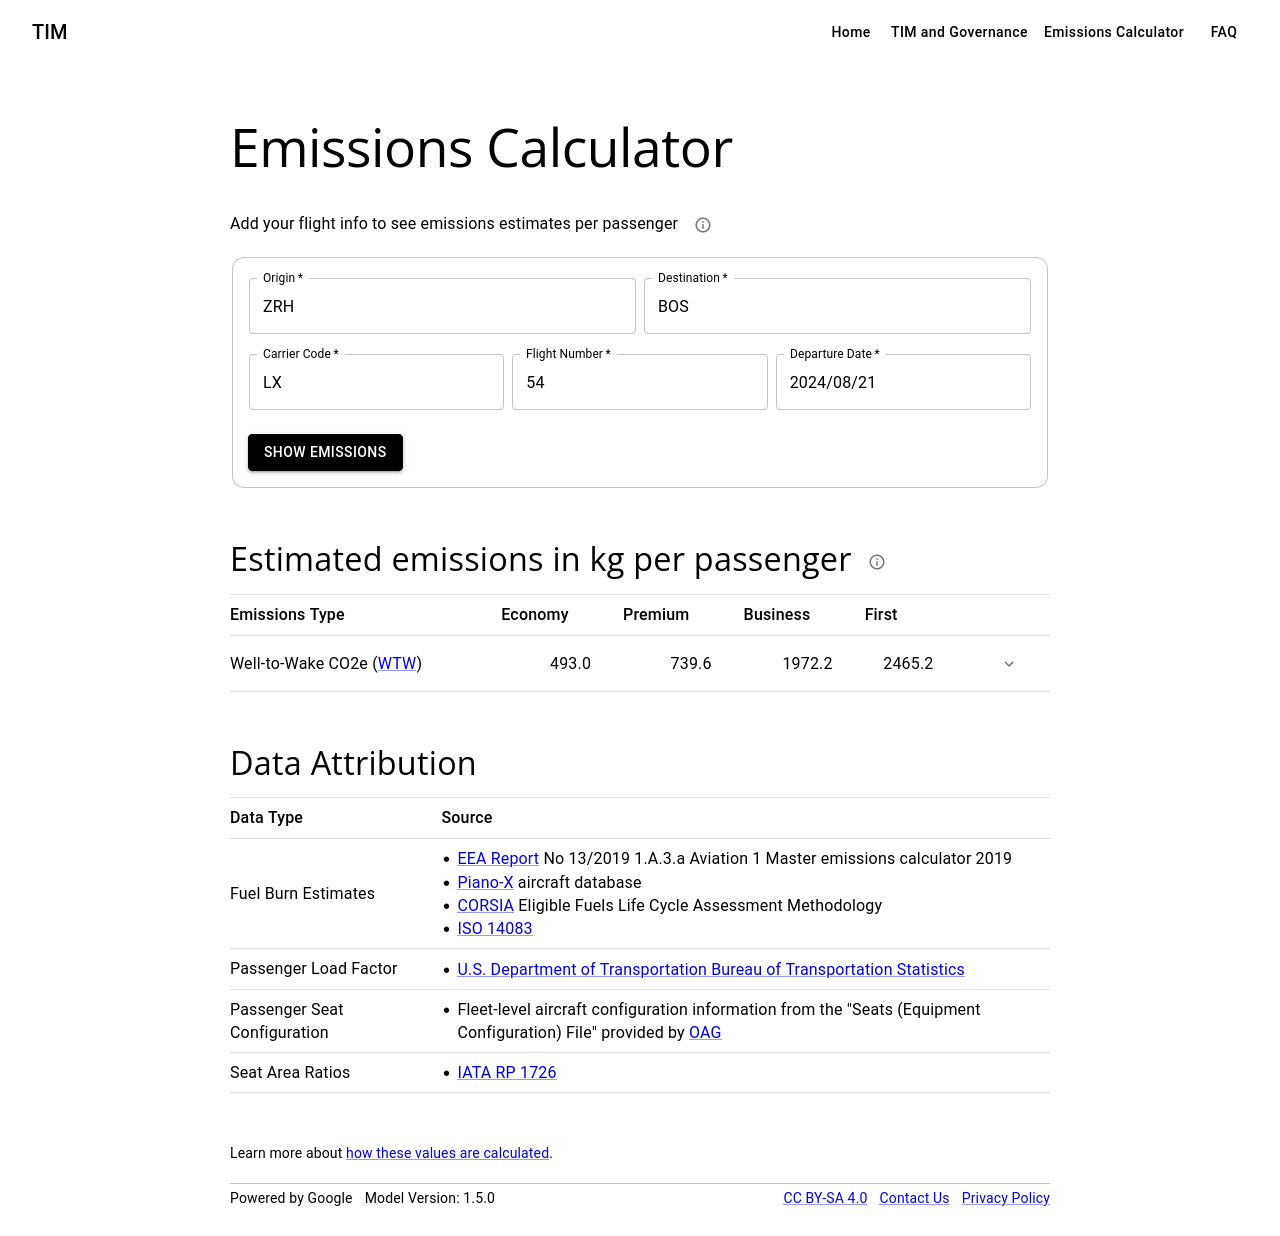 TIM
Home TIM and Governance Emissions Calculator FAQ
Emissions Calculator
Add your flight info to see emissions estimates per passenger
Origin *
ZRH
Destination *
BOS
Carrier Code *
LX
Flight Number *
54
Departure Date *
2024/08/21
SHOW EMISSIONS
Estimated emissions in kg per passenger
Emissions Type Economy Premium Business First
Well-to-Wake CO2e (WTW) 493.0 739.6 1972.2 2465.2
Data Attribution
Data Type Source
Fuel Burn Estimates
• EEA Report No 13/2019 1.A.3.a Aviation 1 Master emissions calculator 2019
• Piano-X aircraft database
• CORSIA Eligible Fuels Life Cycle Assessment Methodology
• ISO 14083
Passenger Load Factor
• U.S. Department of Transportation Bureau of Transportation Statistics
Passenger Seat
Configuration
• Fleet-level aircraft configuration information from the "Seats (Equipment
Configuration) File" provided by OAG
Seat Area Ratios
• IATA RP 1726
Learn more about how these values are calculated.
Powered by Google Model Version: 1.5.0 CC BY-SA 4.0 Contact Us Privacy Policy